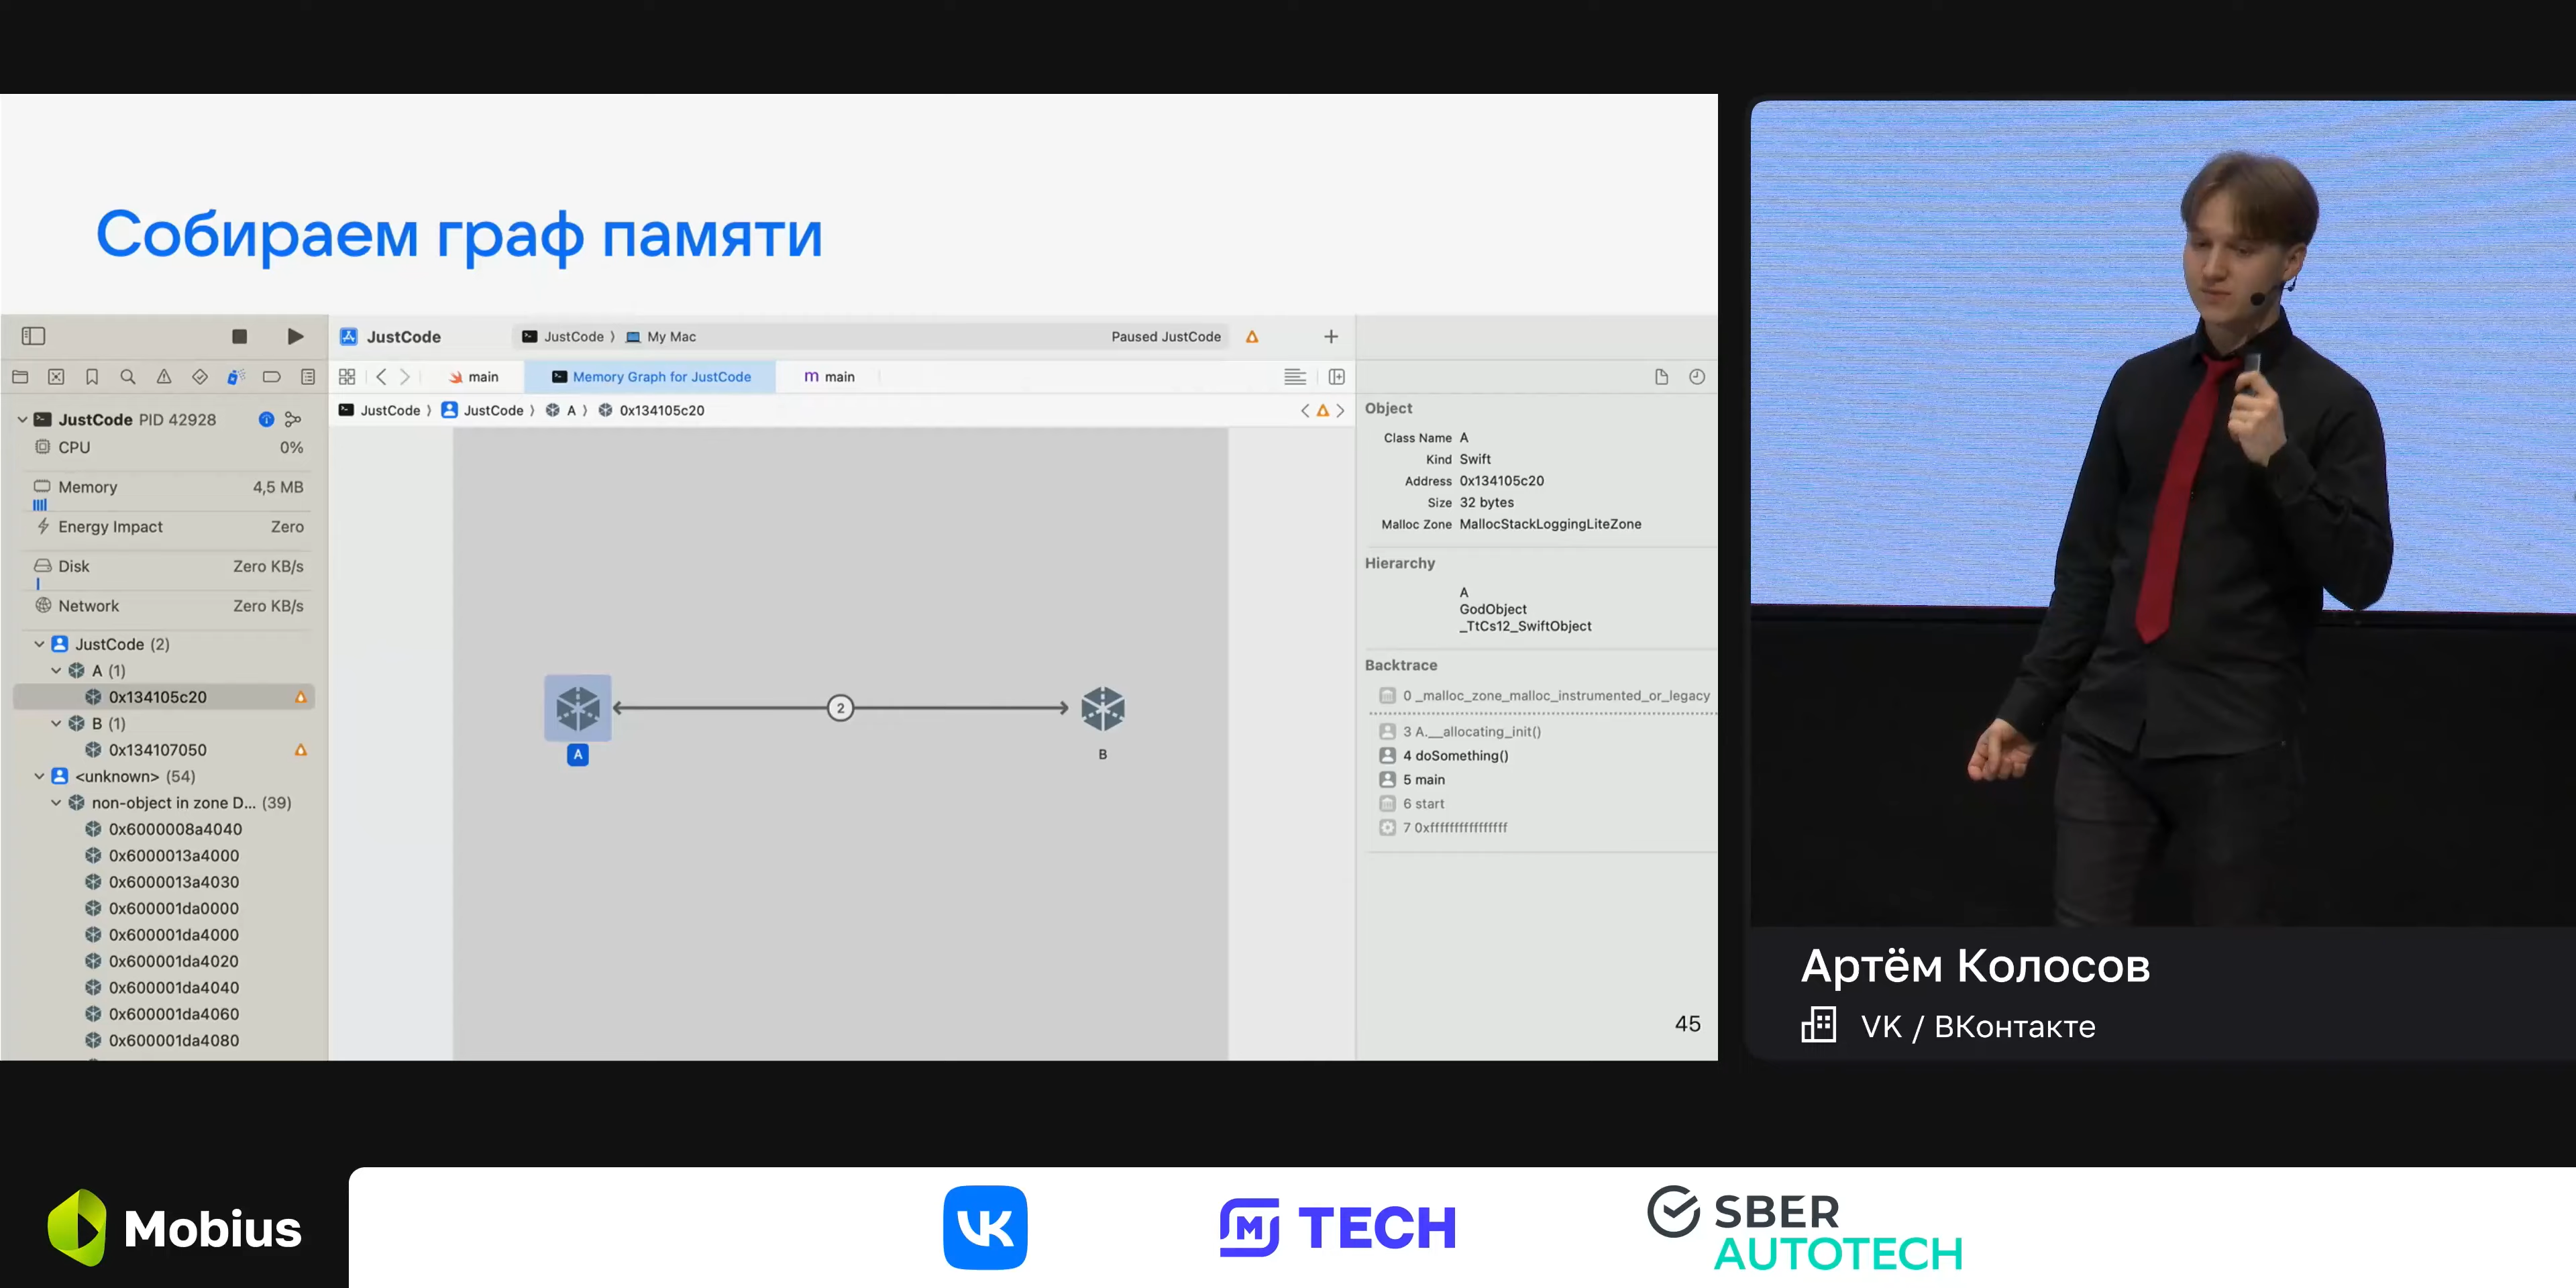 Собираем граф памяти
JustCode
JustCode 〉 My Mac
Paused JustCode
main
Memory Graph for JustCode
m main
JustCode 〉 JustCode 〉 A 〉 0x134105c20
JustCode PID 42928
CPU 0%
Memory 4,5 MB
Energy Impact Zero
Disk Zero KB/s
Network Zero KB/s
JustCode (2)
A (1)
0x134105c20
B (1)
0x134107050
<unknown> (54)
non-object in zone D... (39)
0x6000008a4040
0x6000013a4000
0x6000013a4030
0x600001da0000
0x600001da4000
0x600001da4020
0x600001da4040
0x600001da4060
0x600001da4080
2
A
B
Object
Class Name A
Kind Swift
Address 0x134105c20
Size 32 bytes
Malloc Zone MallocStackLoggingLiteZone
Hierarchy
A
GodObject
_TtCs12_SwiftObject
Backtrace
0 _malloc_zone_malloc_instrumented_or_legacy
3 A.__allocating_init()
4 doSomething()
5 main
6 start
7 0xffffffffffffffff
45
Артём Колосов
VK / ВКонтакте
Mobius
VK
M TECH
SBER
AUTOTECH